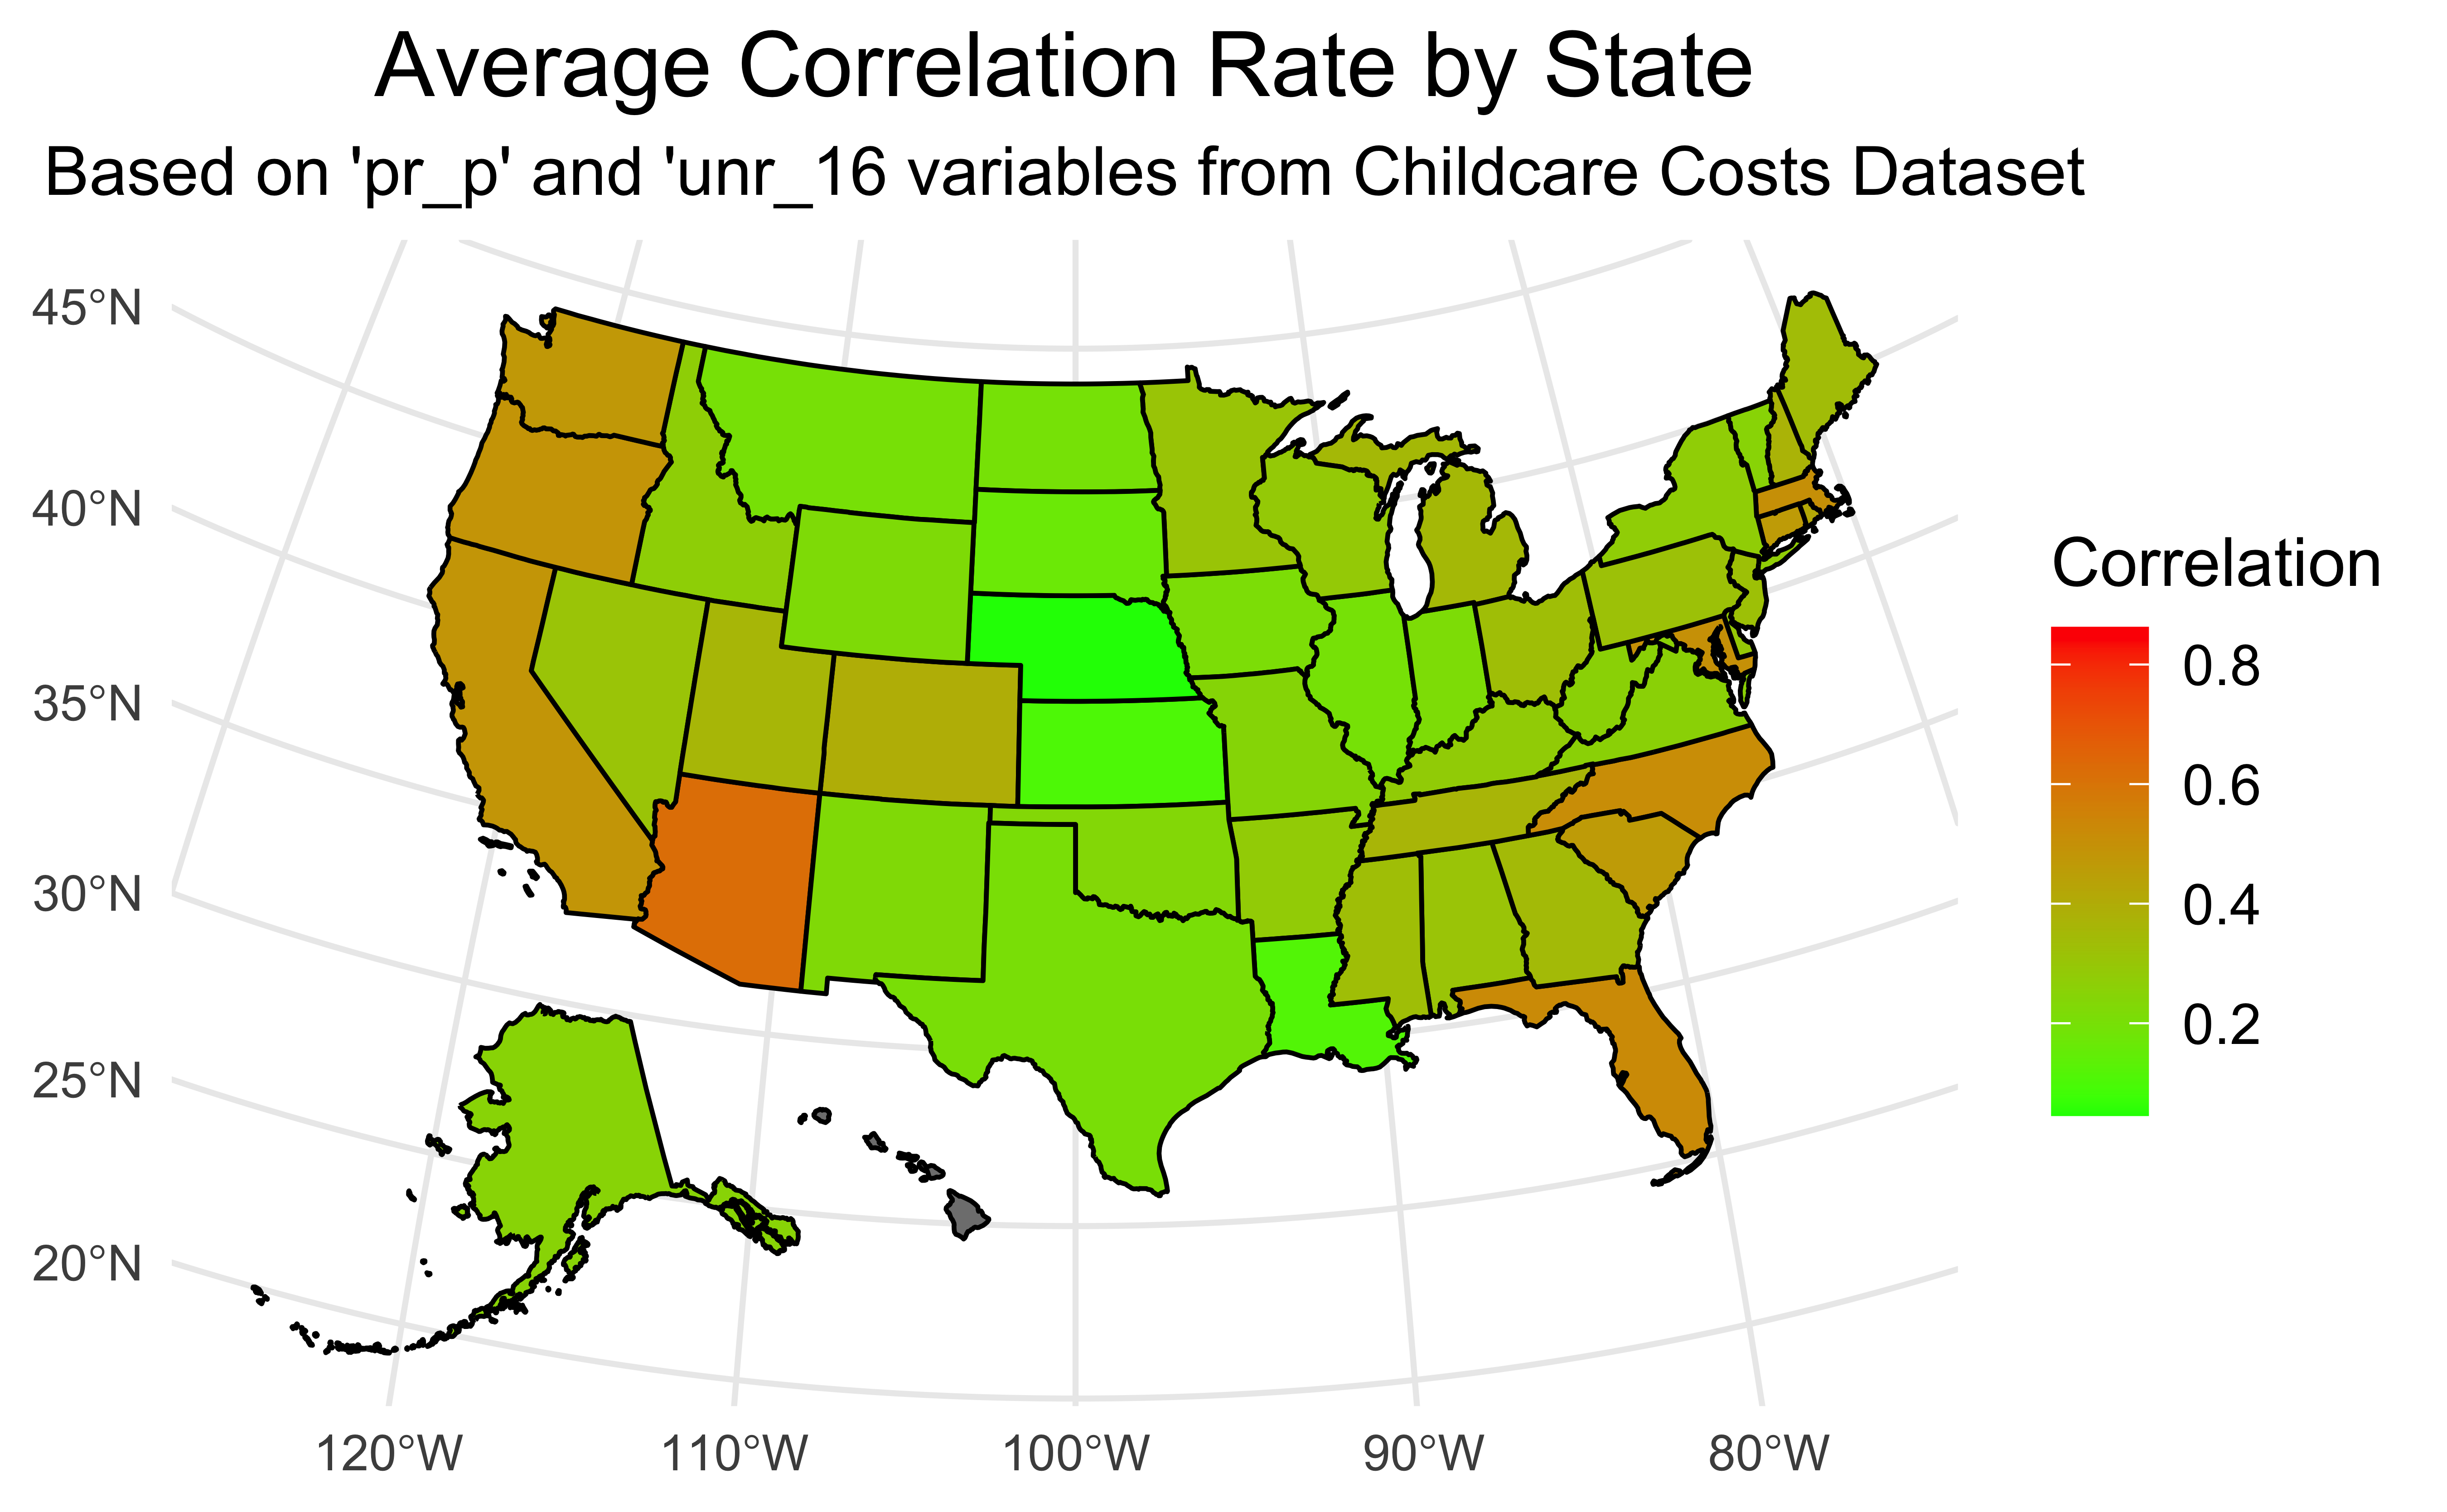 Average Correlation Rate by State
Based on 'pr_p' and 'unr_16 variables from Childcare Costs Dataset
45°N
40°N
35°N
30°N
25°N
20°N
120°W
110°W
100°W
90°W
80°W
Correlation
0.8
0.6
0.4
0.2